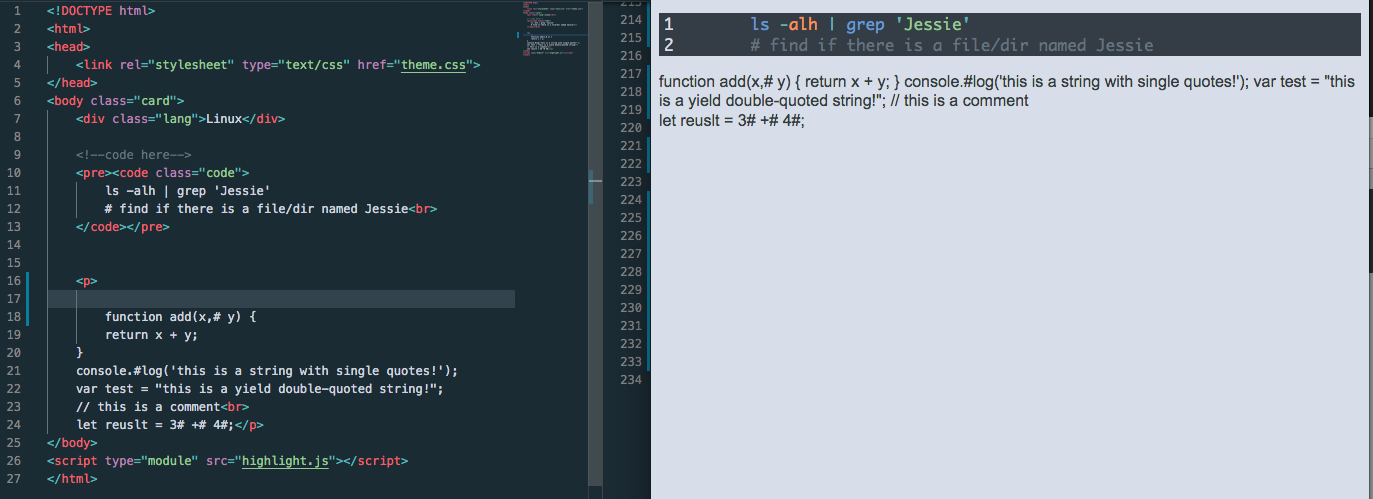 1 <!DOCTYPE html>
2 <html>
3 <head>
4 <link rel="stylesheet" type="text/css" href="theme.css">
5 </head>
6 <body class="card">
7 <div class="lang">Linux</div>
8
9 <!--code here-->
10 <pre><code class="code">
11 ls -alh | grep 'Jessie'
12 # find if there is a file/dir named Jessie<br>
13 </code></pre>
14
15
16 <p>
17
18 function add(x,# y) {
19 return x + y;
20 }
21 console.#log('this is a string with single quotes!');
22 var test = "this is a yield double-quoted string!";
23 // this is a comment<br>
24 let reuslt = 3# +# 4#;</p>
25 </body>
26 <script type="module" src="highlight.js"></script>
27 </html>
213
214
215
216
217
218
219
220
221
222
223
224
225
226
227
228
229
230
231
232
233
234
1 ls -alh | grep 'Jessie'
2 # find if there is a file/dir named Jessie
function add(x,# y) { return x + y; } console.#log('this is a string with single quotes!'); var test = "this
is a yield double-quoted string!"; // this is a comment
let reuslt = 3# +# 4#;